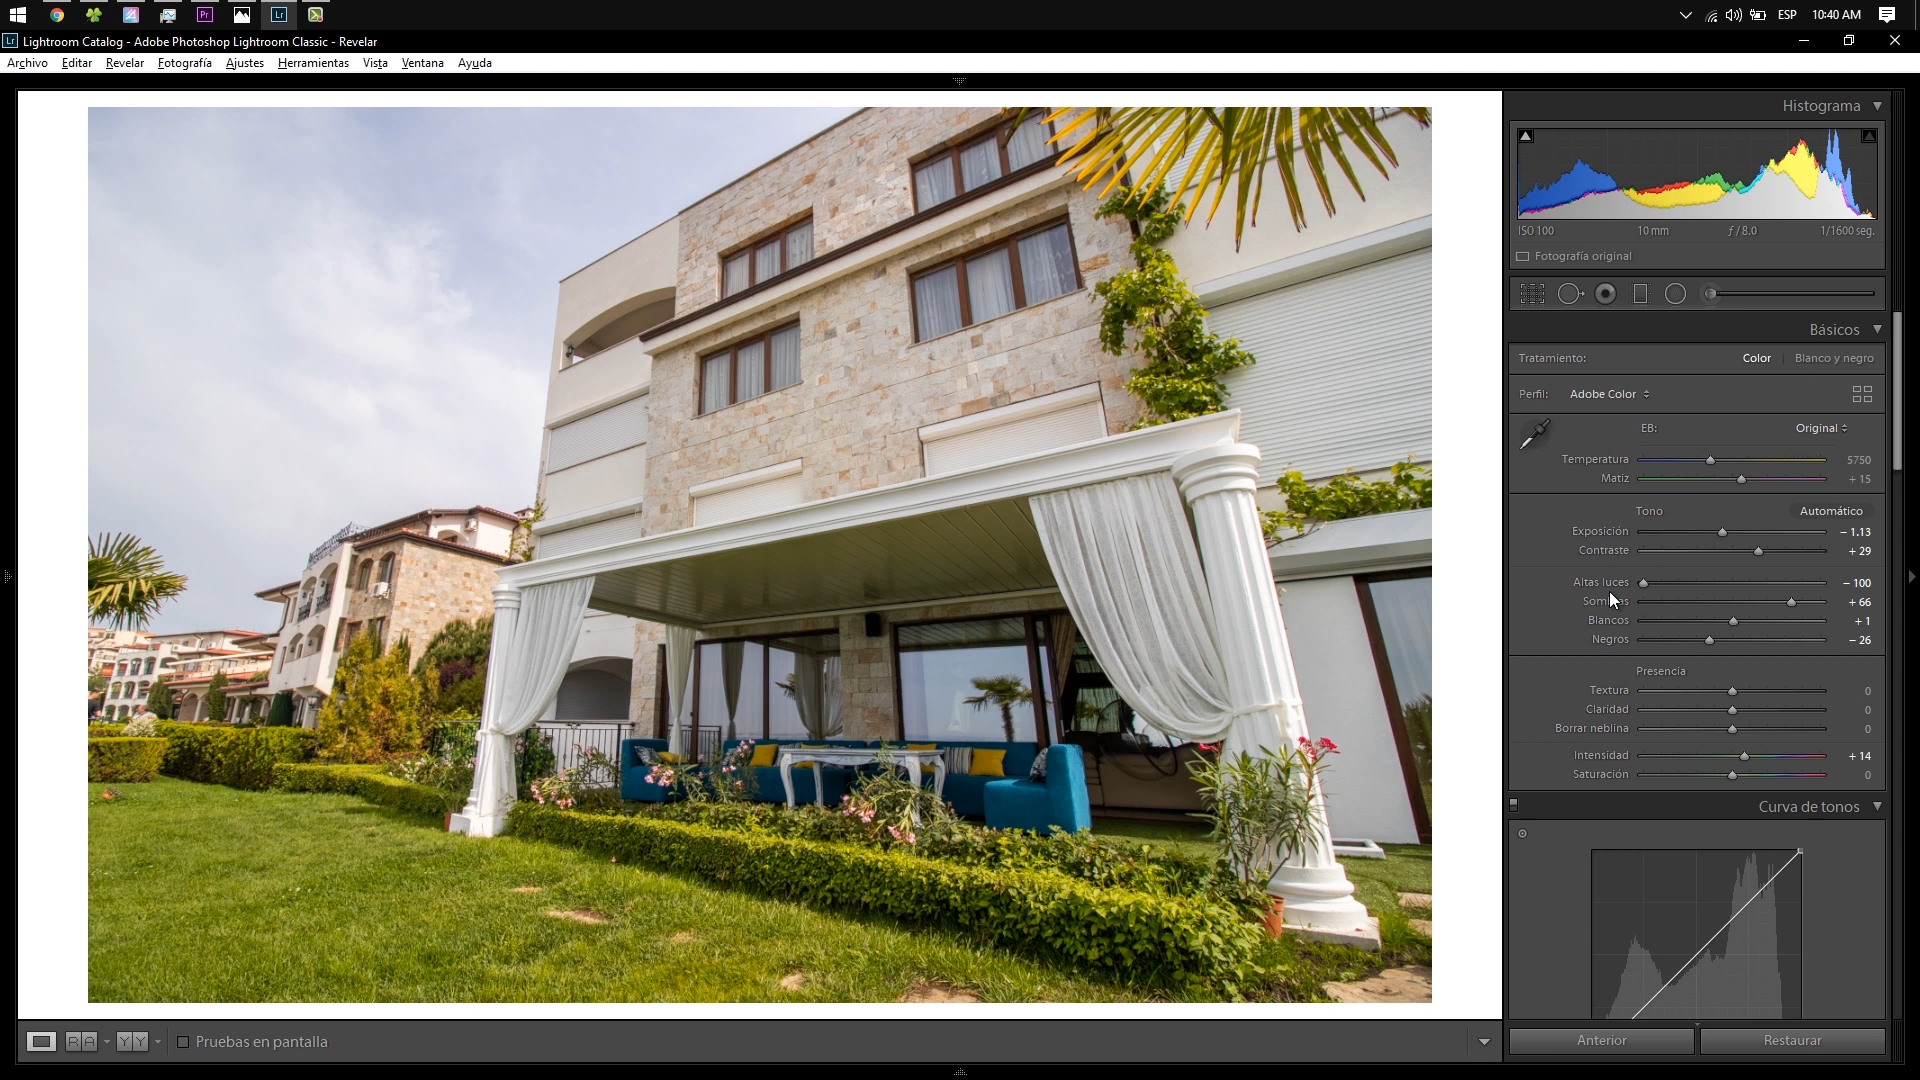 Pr
Lr
ESP
10:40 AM
Lr
Lightroom Catalog - Adobe Photoshop Lightroom Classic - Revelar
Archivo Editar Revelar Fotografía Ajustes Herramientas Vista Ventana Ayuda
Histograma
ISO 100 10 mm ƒ / 8.0 1/1600 seg.
Fotografía original
Básicos
Tratamiento: Color Blanco y negro
Perfil: Adobe Color
EB: Original
Temperatura 5750
Matiz + 15
Tono Automático
Exposición − 1.13
Contraste + 29
Altas luces − 100
Sombras + 66
Blancos + 1
Negros − 26
Presencia
Textura 0
Claridad 0
Borrar neblina 0
Intensidad + 14
Saturación 0
Curva de tonos
R A Y Y Pruebas en pantalla
Anterior Restaurar